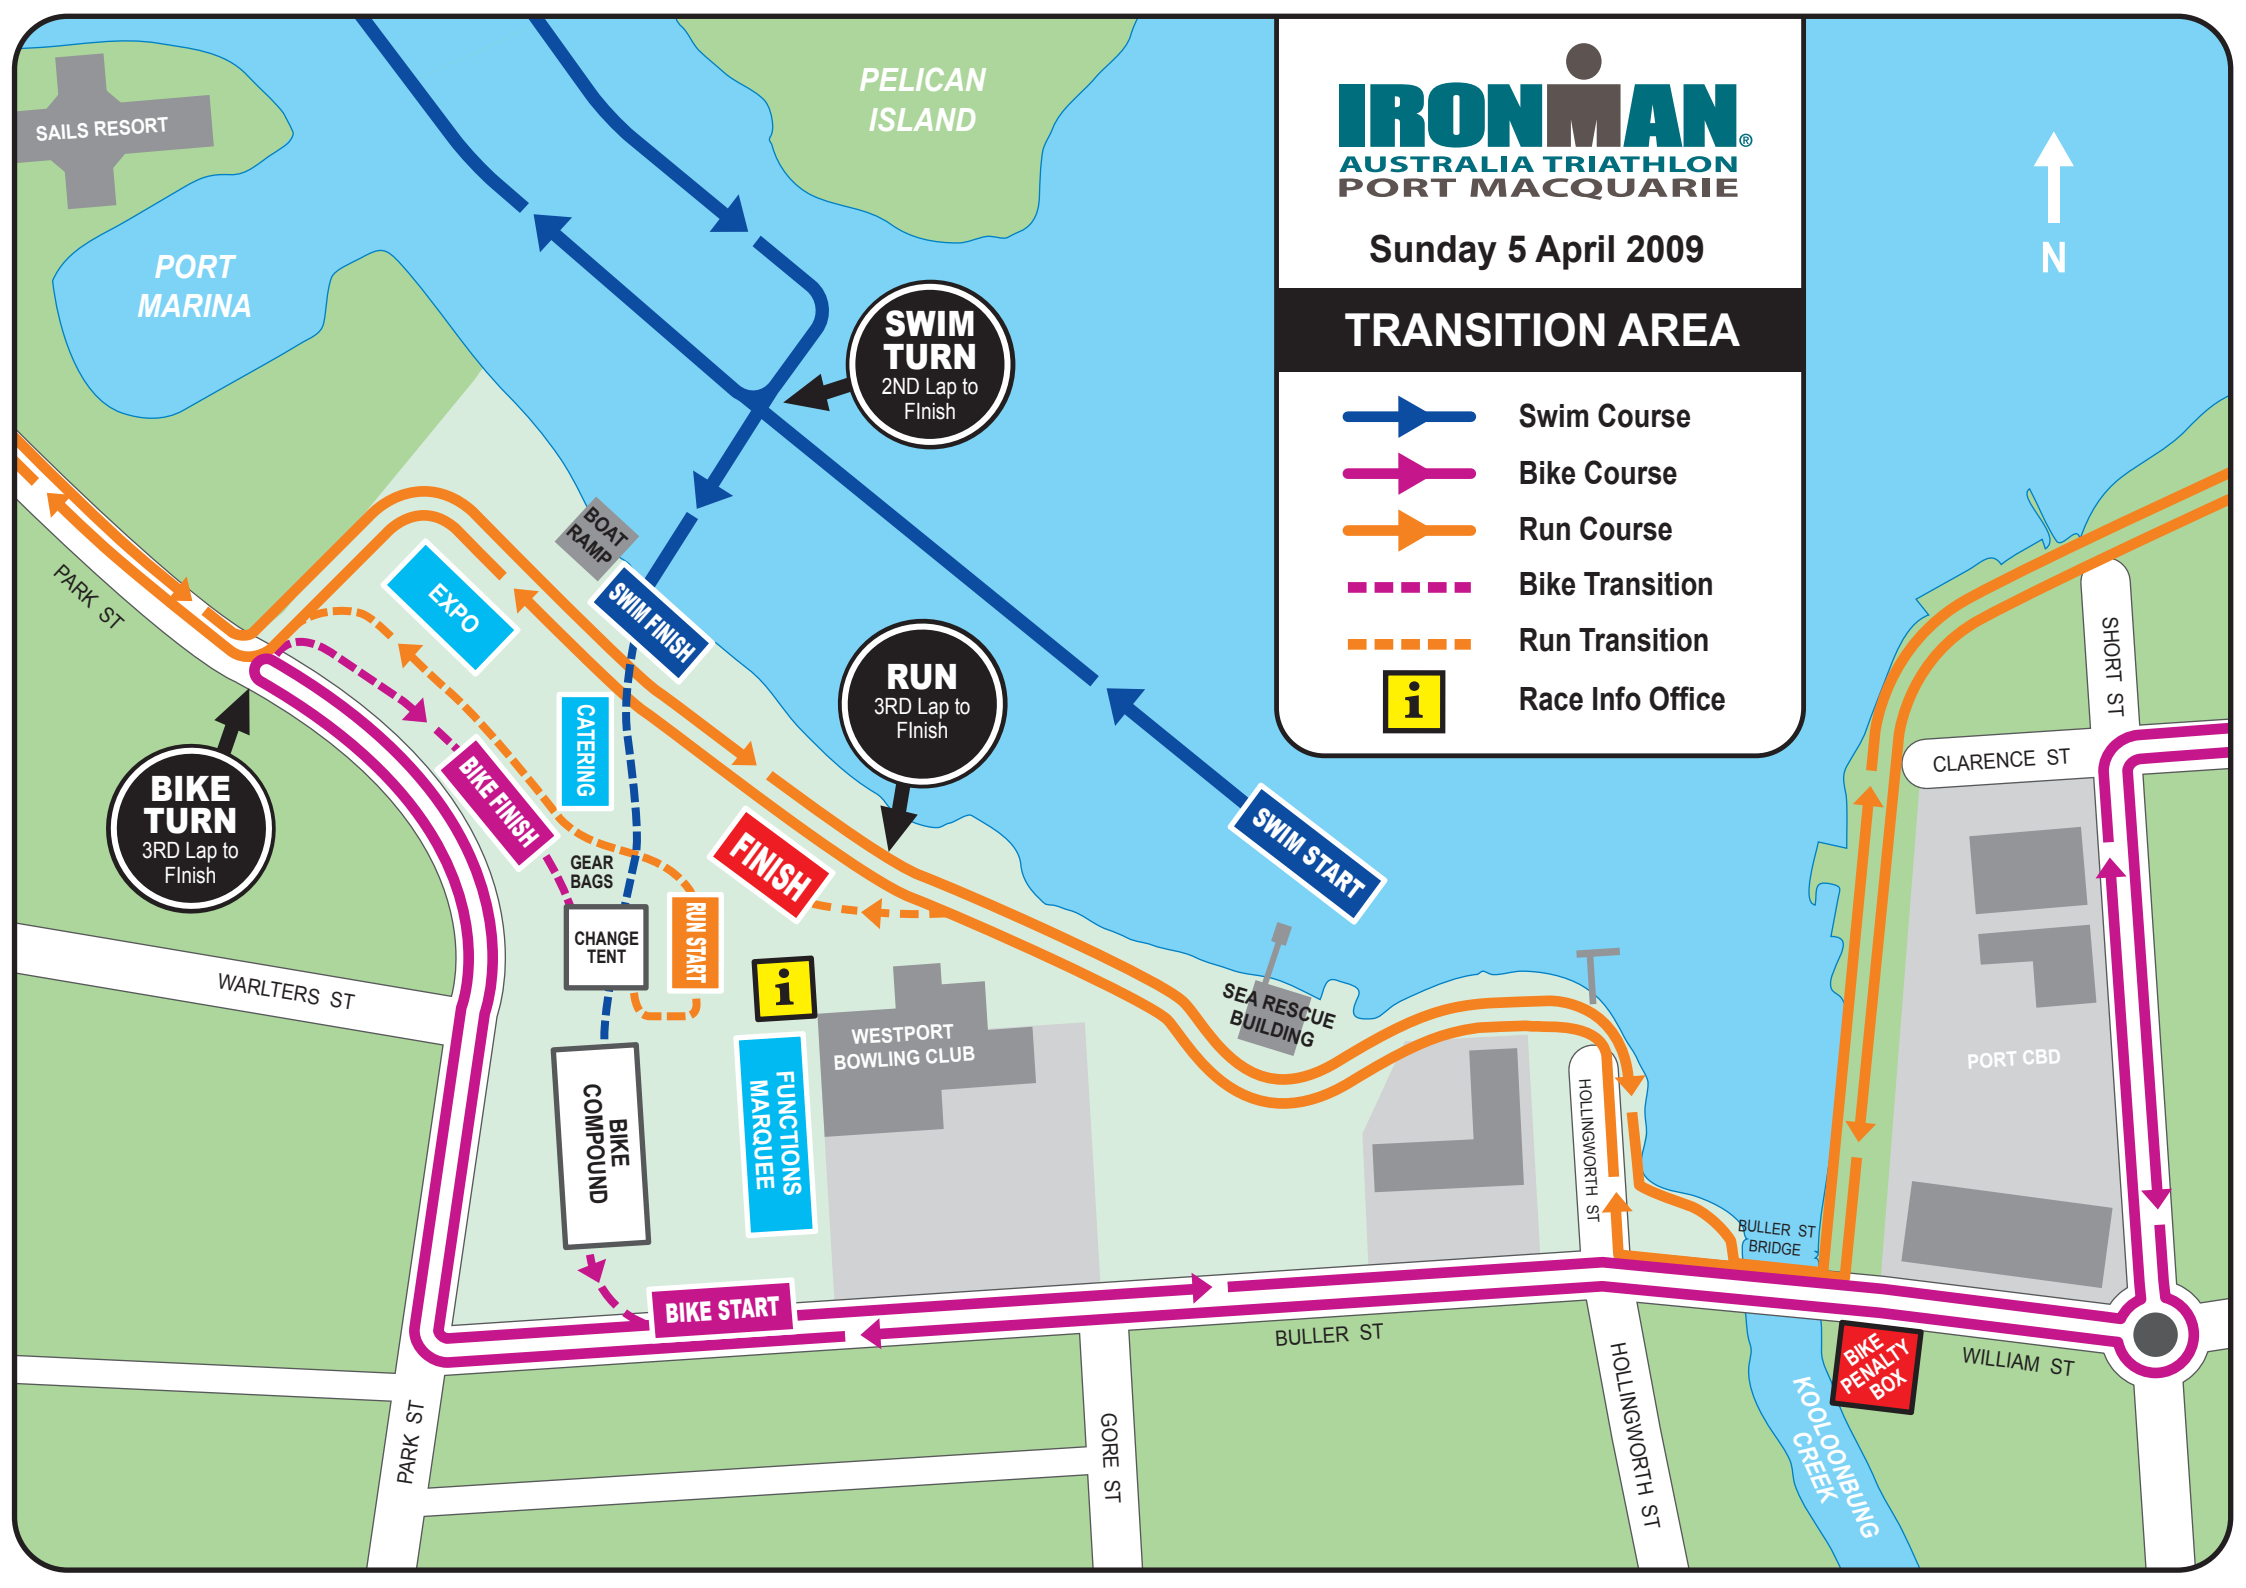 SAILS RESORT
PORT
MARINA
PELICAN
ISLAND
IRONMAN®
AUSTRALIA TRIATHLON
PORT MACQUARIE
Sunday 5 April 2009
TRANSITION AREA
Swim Course
Bike Course
Run Course
Bike Transition
Run Transition
i
Race Info Office
N
SWIM
TURN
2ND Lap to
FInish
BOAT
RAMP
SWIM FINISH
EXPO
PARK ST
CATERING
RUN
3RD Lap to
FInish
BIKE
TURN
3RD Lap to
FInish
BIKE FINISH
GEAR
BAGS
FINISH
SWIM START
CHANGE
TENT
RUN START
i
WARLTERS ST
SEA RESCUE
BUILDING
WESTPORT
BOWLING CLUB
FUNCTIONS
MARQUEE
BIKE
COMPOUND
BIKE START
SHORT ST
CLARENCE ST
PORT CBD
HOLLINGWORTH ST
BULLER ST
BRIDGE
BULLER ST
WILLIAM ST
BIKE
PENALTY
BOX
KOOLOONBUNG
CREEK
HOLLINGWORTH ST
GORE ST
PARK ST